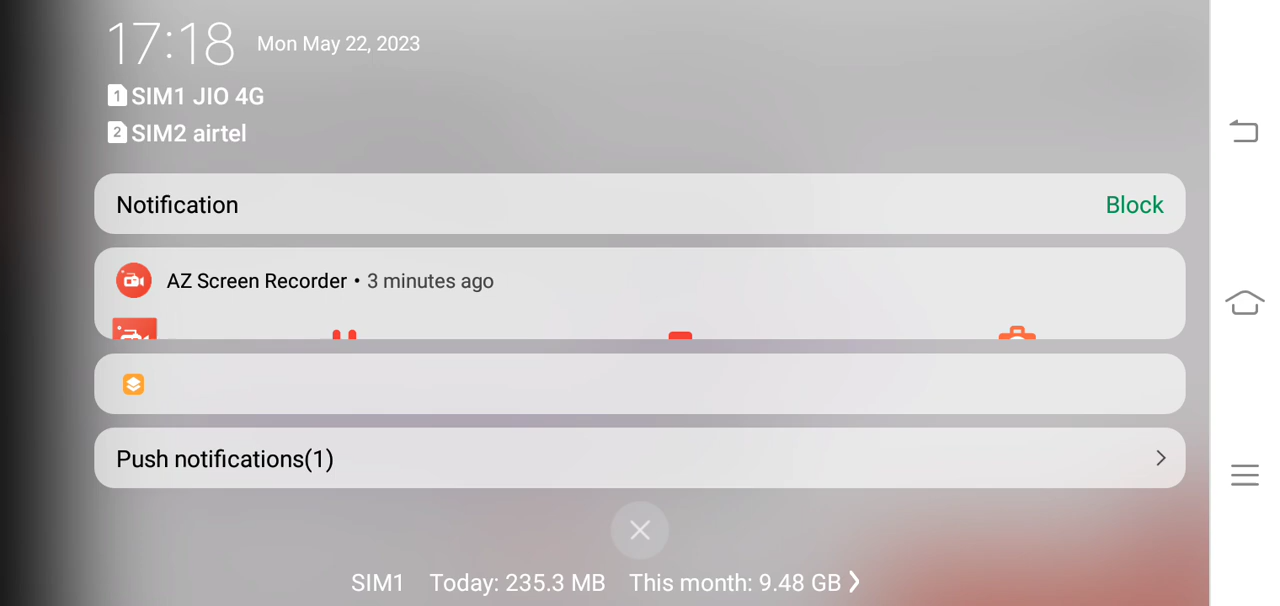 17:18 Mon May 22, 2023
1 SIM1 JIO 4G
2 SIM2 airtel
Notification Block
AZ Screen Recorder • 3 minutes ago
Push notifications(1)
SIM1 Today: 235.3 MB This month: 9.48 GB